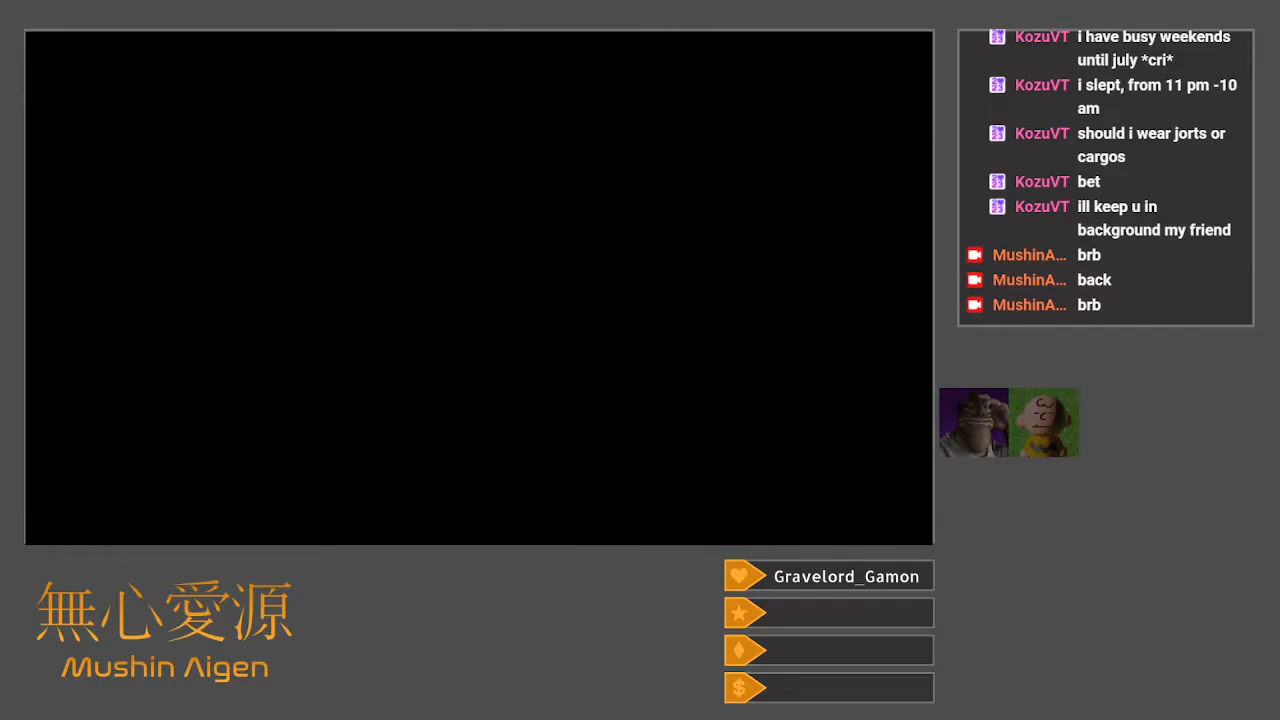 KozuVT i have busy weekends
until july *cri*
KozuVT i slept, from 11 pm -10
am
KozuVT should i wear jorts or
cargos
KozuVT bet
KozuVT ill keep u in
background my friend
MushinA... brb
MushinA... back
MushinA... brb
Gravelord_Gamon
無心愛源
Mushin Aigen